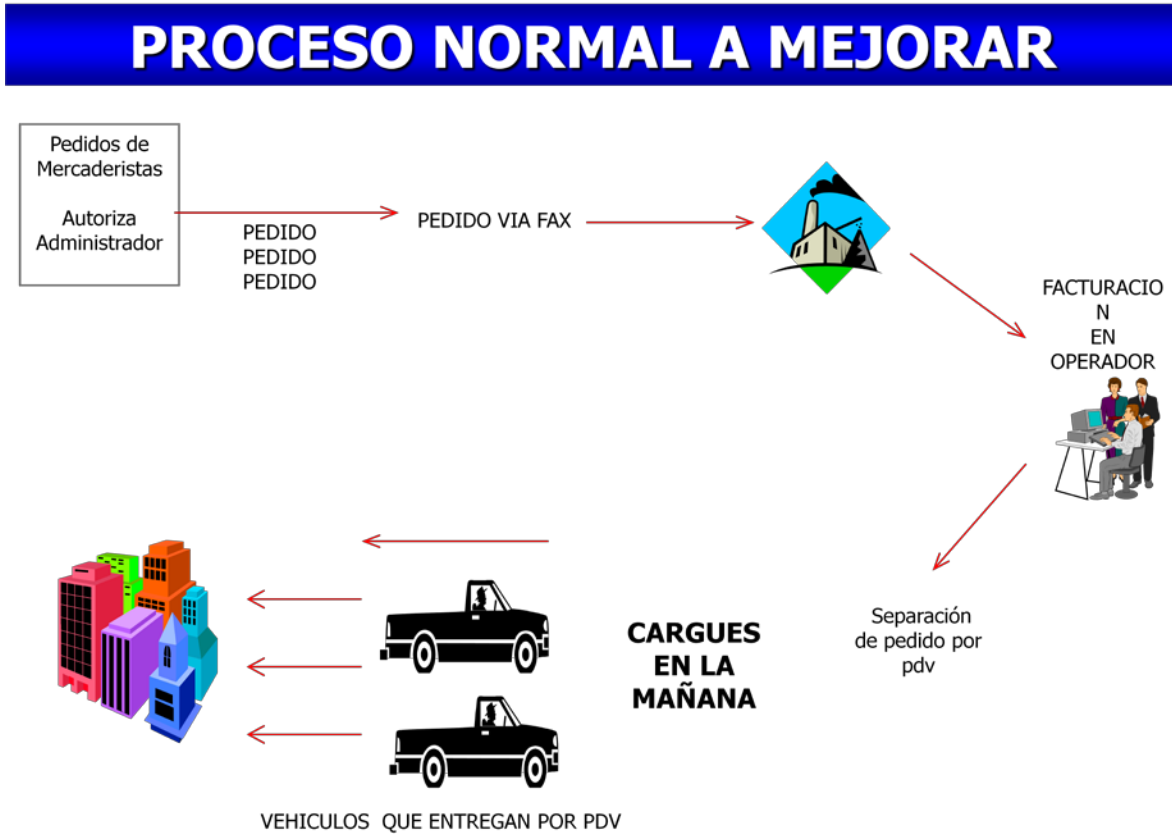 PROCESO NORMAL A MEJORAR
Pedidos de
Mercaderistas
Autoriza
Administrador
PEDIDO
PEDIDO
PEDIDO
PEDIDO VIA FAX
FACTURACIO
N
EN
OPERADOR
Separación
de pedido por
pdv
CARGUES
EN LA
MAÑANA
VEHICULOS QUE ENTREGAN POR PDV